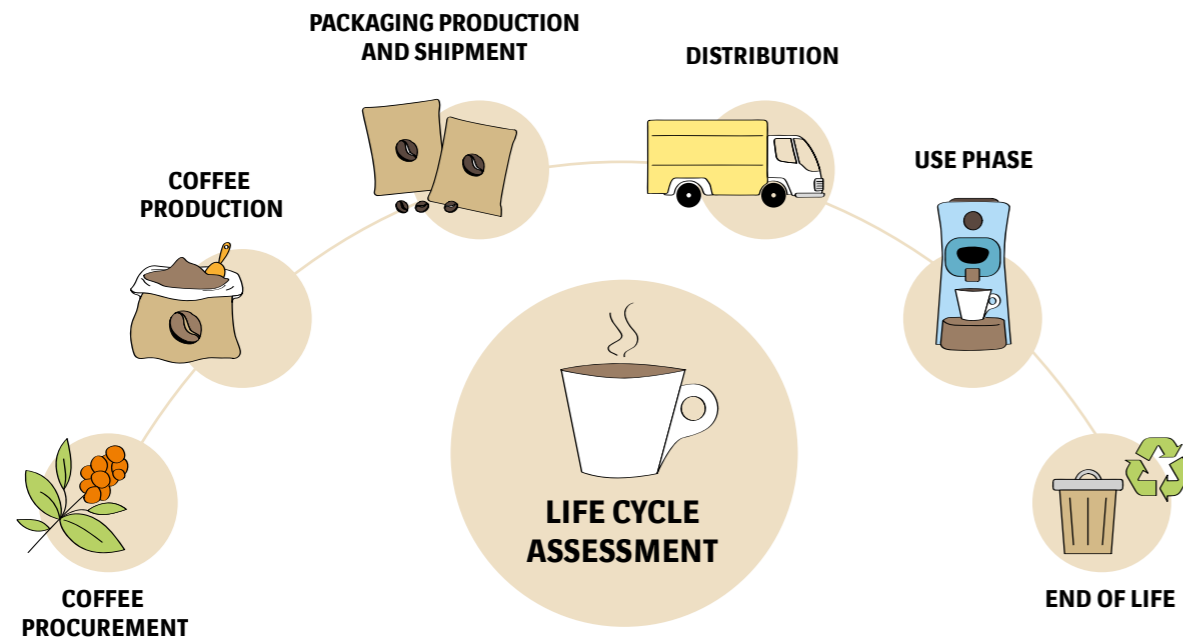 PACKAGING PRODUCTION
AND SHIPMENT
DISTRIBUTION
USE PHASE
COFFEE
PRODUCTION
LIFE CYCLE
ASSESSMENT
COFFEE
PROCUREMENT
END OF LIFE